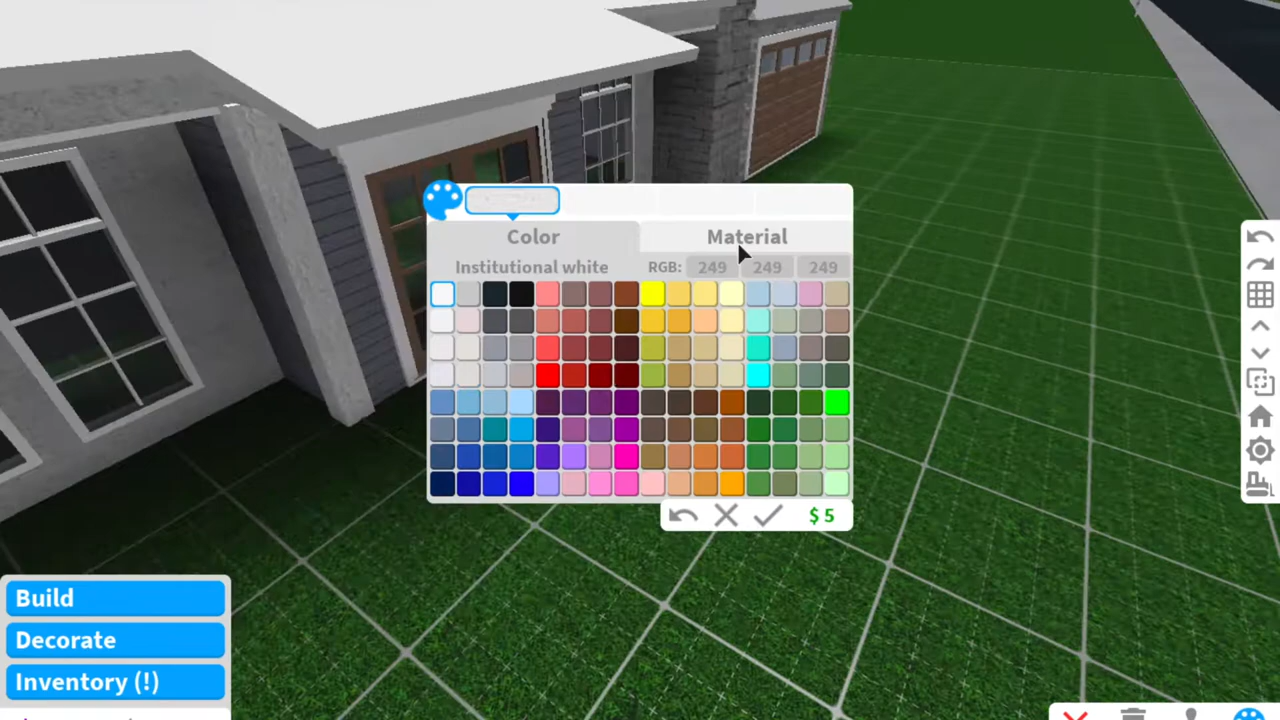 Color
Material
Institutional white
RGB: 249 249 249
$ 5
Build
Decorate
Inventory (!)